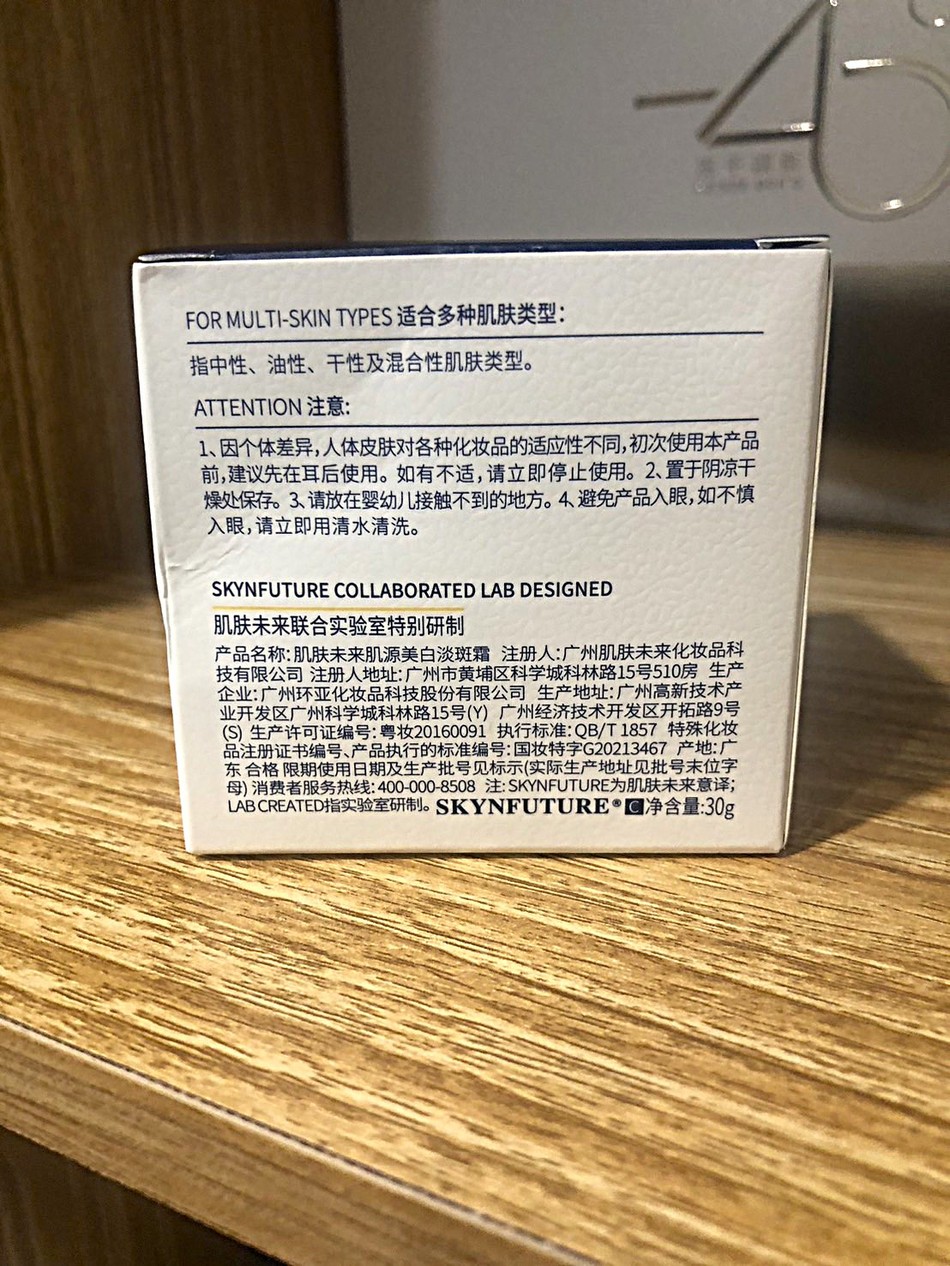 -45
FOR MULTI-SKIN TYPES 适合多种肌肤类型:
指中性、油性、干性及混合性肌肤类型。
ATTENTION 注意:
1、因个体差异,人体皮肤对各种化妆品的适应性不同,初次使用本产品
前,建议先在耳后使用。如有不适,请立即停止使用。2、置于阴凉干
燥处保存。3、请放在婴幼儿接触不到的地方。4、避免产品入眼,如不慎
入眼,请立即用清水清洗。
SKYNFUTURE COLLABORATED LAB DESIGNED
肌肤未来联合实验室特别研制
产品名称:肌肤未来肌源美白淡斑霜 注册人:广州肌肤未来化妆品科
技有限公司 注册人地址:广州市黄埔区科学城科林路15号510房 生产
企业:广州环亚化妆品科技股份有限公司 生产地址:广州高新技术产
业开发区广州科学城科林路15号(Y) 广州经济技术开发区开拓路9号
(S) 生产许可证编号:粤妆20160091 执行标准:QB/T 1857 特殊化妆
品注册证书编号、产品执行的标准编号:国妆特字G20213467 产地:广
东 合格 限期使用日期及生产批号见标示(实际生产地址见批号末位字
母) 消费者服务热线:400-000-8508 注:SKYNFUTURE为肌肤未来意译;
LAB CREATED指实验室研制。SKYNFUTURE® C 净含量:30g